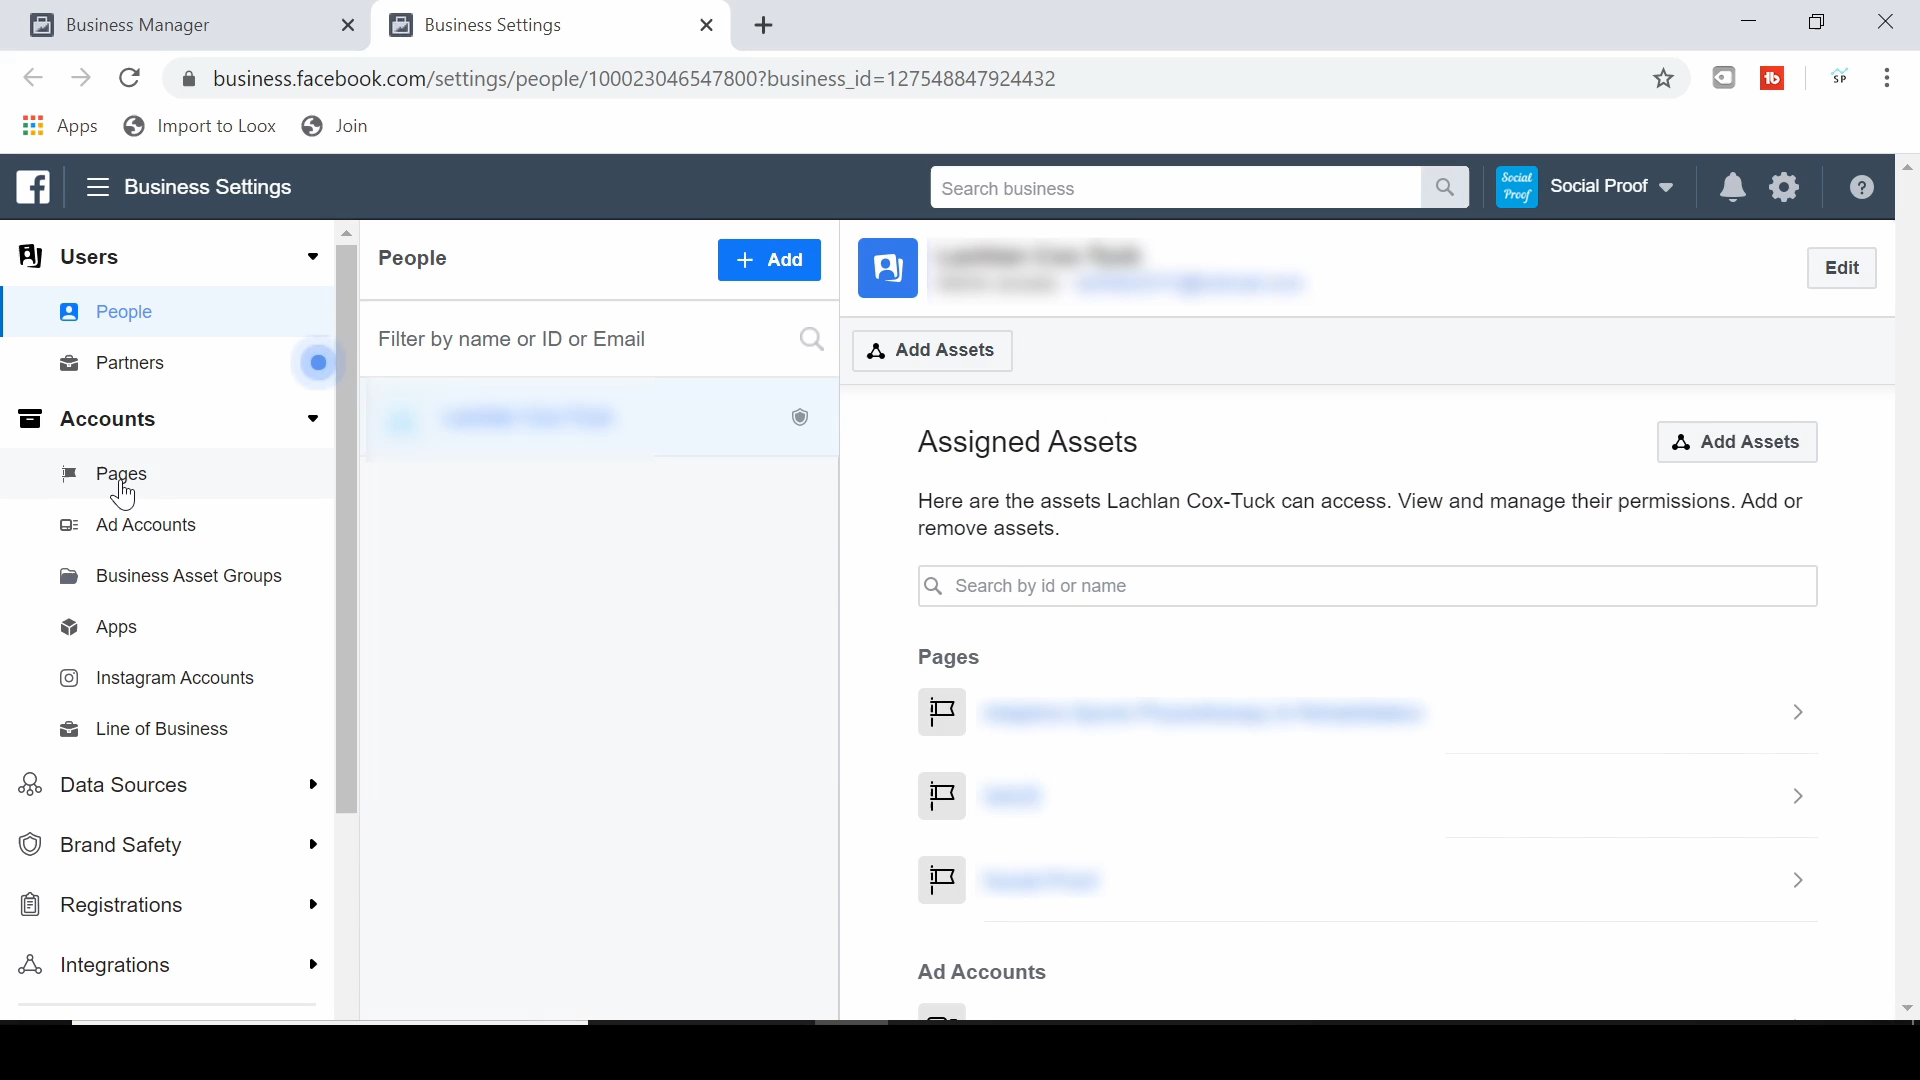 Business Manager
Business Settings
business.facebook.com/settings/people/100023046547800?business_id=127548847924432
tb
SP
Apps
Import to Loox
Join
Business Settings
Search business
Social Proof
Social Proof
?
Users
People
Partners
Accounts
Pages
Ad Accounts
Business Asset Groups
Apps
Instagram Accounts
Line of Business
Data Sources
Brand Safety
Registrations
Integrations
People
+ Add
Filter by name or ID or Email
Edit
Add Assets
Assigned Assets
Add Assets
Here are the assets Lachlan Cox-Tuck can access. View and manage their permissions. Add or
remove assets.
Search by id or name
Pages
Ad Accounts